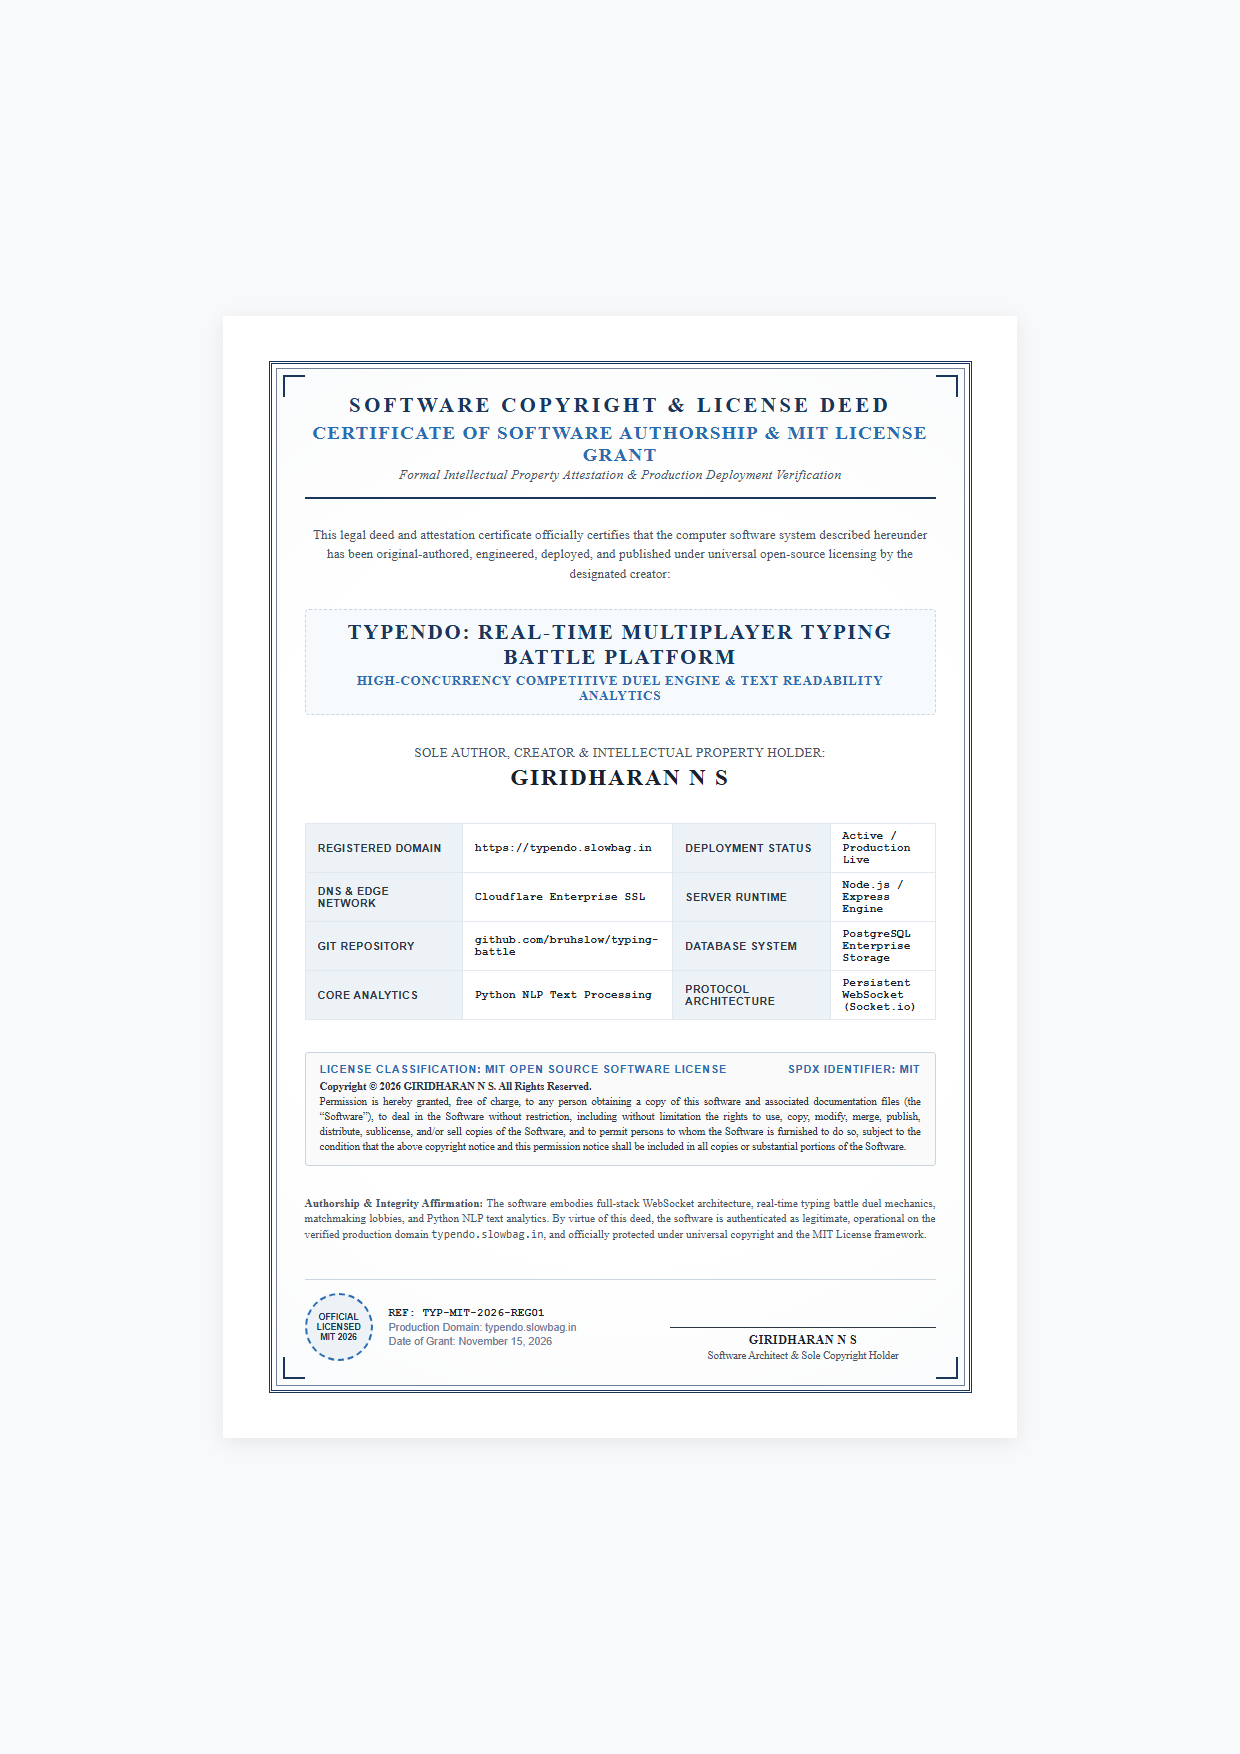 SOFTWARE COPYRIGHT & LICENSE DEED
CERTIFICATE OF SOFTWARE AUTHORSHIP & MIT LICENSE
GRANT
Formal Intellectual Property Attestation & Production Deployment Verification
This legal deed and attestation certificate officially certifies that the computer software system described hereunder
has been original-authored, engineered, deployed, and published under universal open-source licensing by the
designated creator:
TYPENDO: REAL-TIME MULTIPLAYER TYPING
BATTLE PLATFORM
HIGH-CONCURRENCY COMPETITIVE DUEL ENGINE & TEXT READABILITY
ANALYTICS
SOLE AUTHOR, CREATOR & INTELLECTUAL PROPERTY HOLDER:
GIRIDHARAN N S
REGISTERED DOMAIN
https://typendo.slowbag.in
DEPLOYMENT STATUS
Active /
Production
Live
DNS & EDGE
NETWORK
Cloudflare Enterprise SSL
SERVER RUNTIME
Node.js /
Express
Engine
GIT REPOSITORY
github.com/bruhslow/typing-
battle
DATABASE SYSTEM
PostgreSQL
Enterprise
Storage
CORE ANALYTICS
Python NLP Text Processing
PROTOCOL
ARCHITECTURE
Persistent
WebSocket
(Socket.io)
LICENSE CLASSIFICATION: MIT OPEN SOURCE SOFTWARE LICENSE SPDX IDENTIFIER: MIT
Copyright © 2026 GIRIDHARAN N S. All Rights Reserved.
Permission is hereby granted, free of charge, to any person obtaining a copy of this software and associated documentation files (the
“Software”), to deal in the Software without restriction, including without limitation the rights to use, copy, modify, merge, publish,
distribute, sublicense, and/or sell copies of the Software, and to permit persons to whom the Software is furnished to do so, subject to the
condition that the above copyright notice and this permission notice shall be included in all copies or substantial portions of the Software.
Authorship & Integrity Affirmation: The software embodies full-stack WebSocket architecture, real-time typing battle duel mechanics,
matchmaking lobbies, and Python NLP text analytics. By virtue of this deed, the software is authenticated as legitimate, operational on the
verified production domain typendo.slowbag.in, and officially protected under universal copyright and the MIT License framework.
OFFICIAL
LICENSED
MIT 2026
REF: TYP-MIT-2026-REG01
Production Domain: typendo.slowbag.in
Date of Grant: November 15, 2026
GIRIDHARAN N S
Software Architect & Sole Copyright Holder